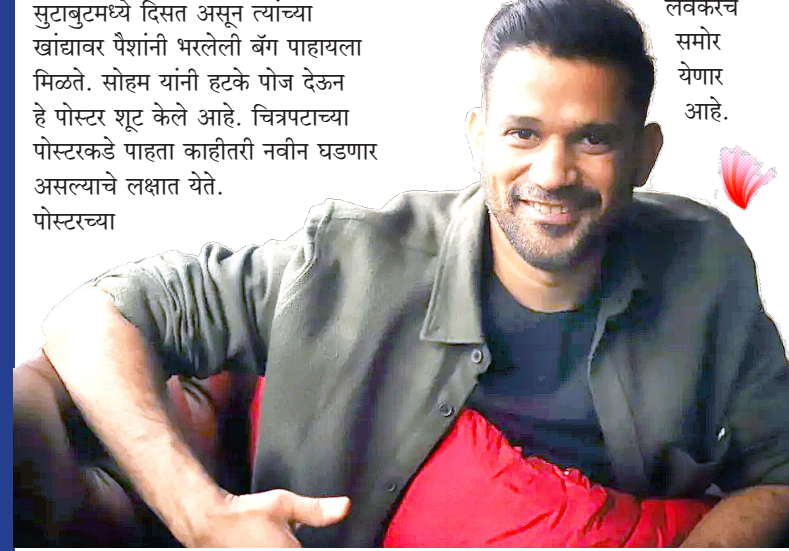 सुटाबुटमध्ये दिसत असून त्यांच्या
खांद्यावर पैशांनी भरलेली बॅग पाहायला
मिळते. सोहम यांनी हटके पोज देऊन
हे पोस्टर शूट केले आहे. चित्रपटाच्या
पोस्टरकडे पाहता काहीतरी नवीन घडणार
असल्याचे लक्षात येते.
पोस्टरच्या
लवकरच
समोर
येणार
आहे.